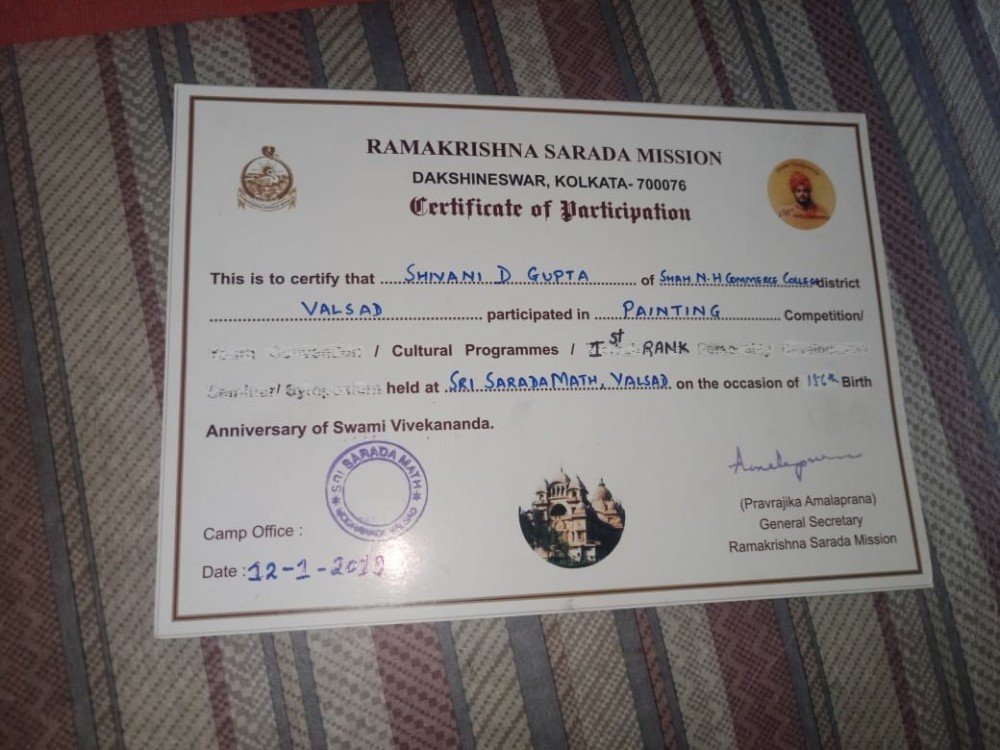 RAMAKRISHNA SARADA MISSION
DAKSHINESWAR, KOLKATA- 700076
Certificate of Participation
This is to certify that SHIVANI D GUPTA of SHAH N.H COMMERCE COLLEGE district
VALSAD participated in PAINTING Competition/
/ Cultural Programmes / Ist RANK
held at SRI SARADA MATH, VALSAD on the occasion of 156th Birth
Anniversary of Swami Vivekananda.
SRI SARADA MATH
VALSAD
Camp Office :
Date : 12-1-2019
(Pravrajika Amalaprana)
General Secretary
Ramakrishna Sarada Mission